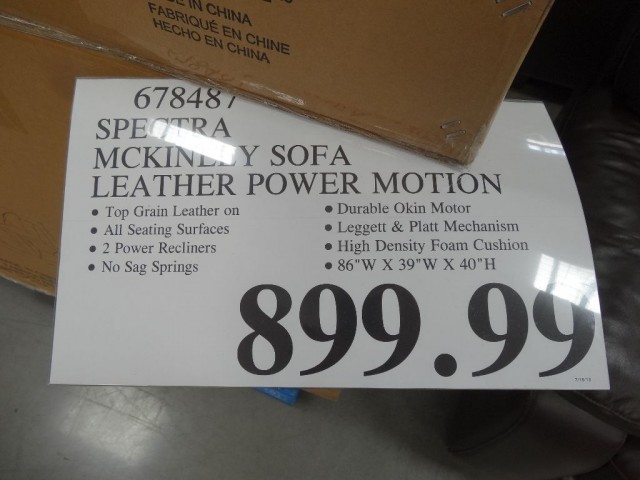 IN CHINA
FABRIQUÉ EN CHINE
HECHO EN CHINA
678487
SPECTRA
MCKINLEY SOFA
LEATHER POWER MOTION
• Top Grain Leather on
• All Seating Surfaces
• 2 Power Recliners
• No Sag Springs
• Durable Okin Motor
• Leggett & Platt Mechanism
• High Density Foam Cushion
• 86"W X 39"W X 40"H
899.99